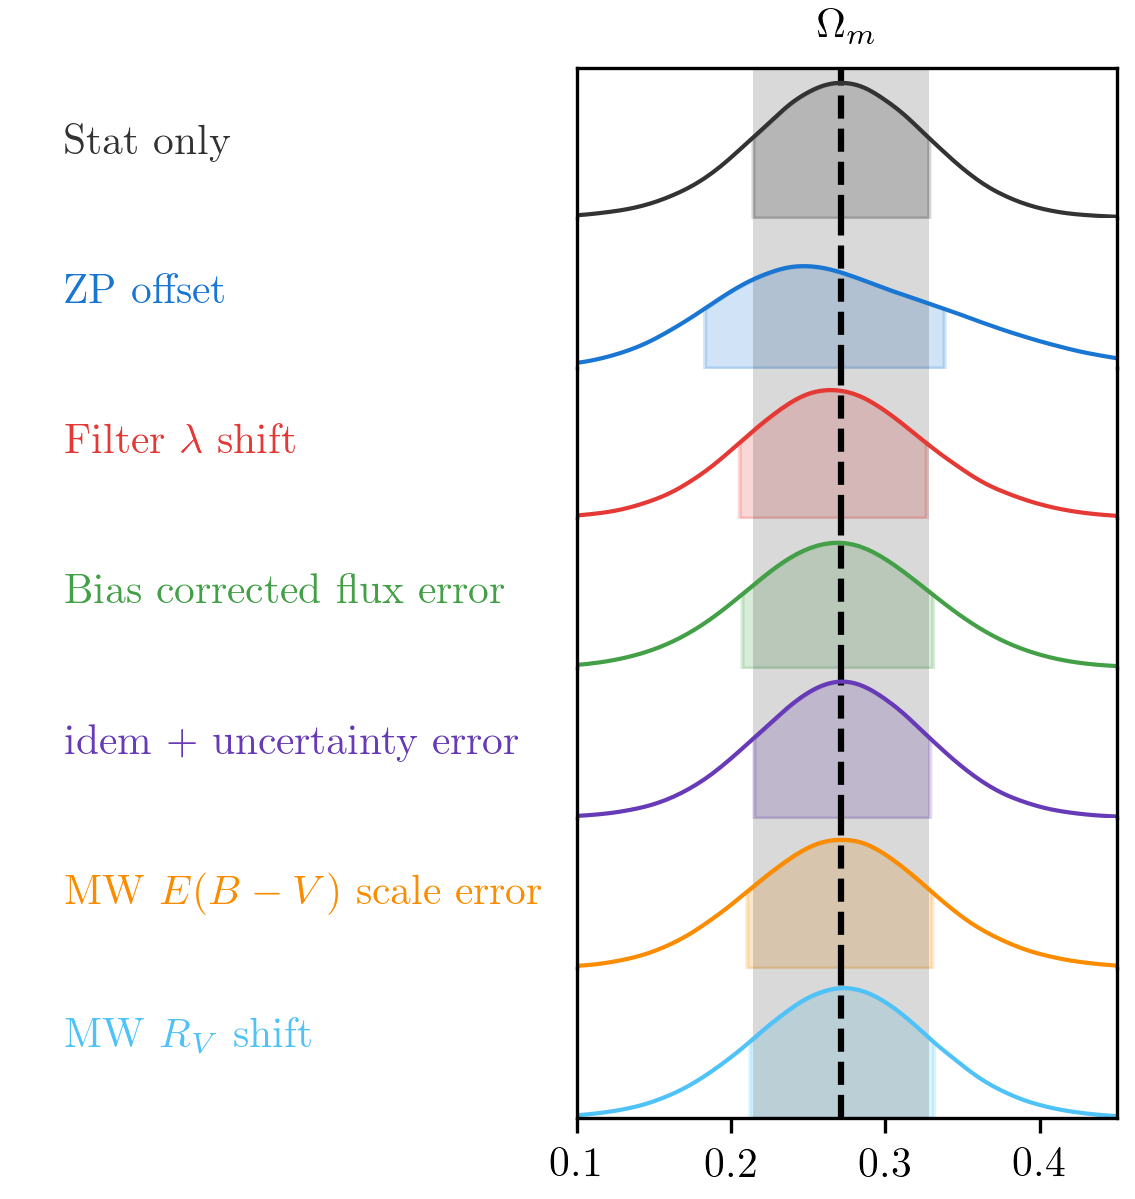 Ωₘ
Stat only
ZP offset
Filter λ shift
Bias corrected flux error
idem + uncertainty error
MW E(B − V) scale error
MW R_V shift
0.1 0.2 0.3 0.4